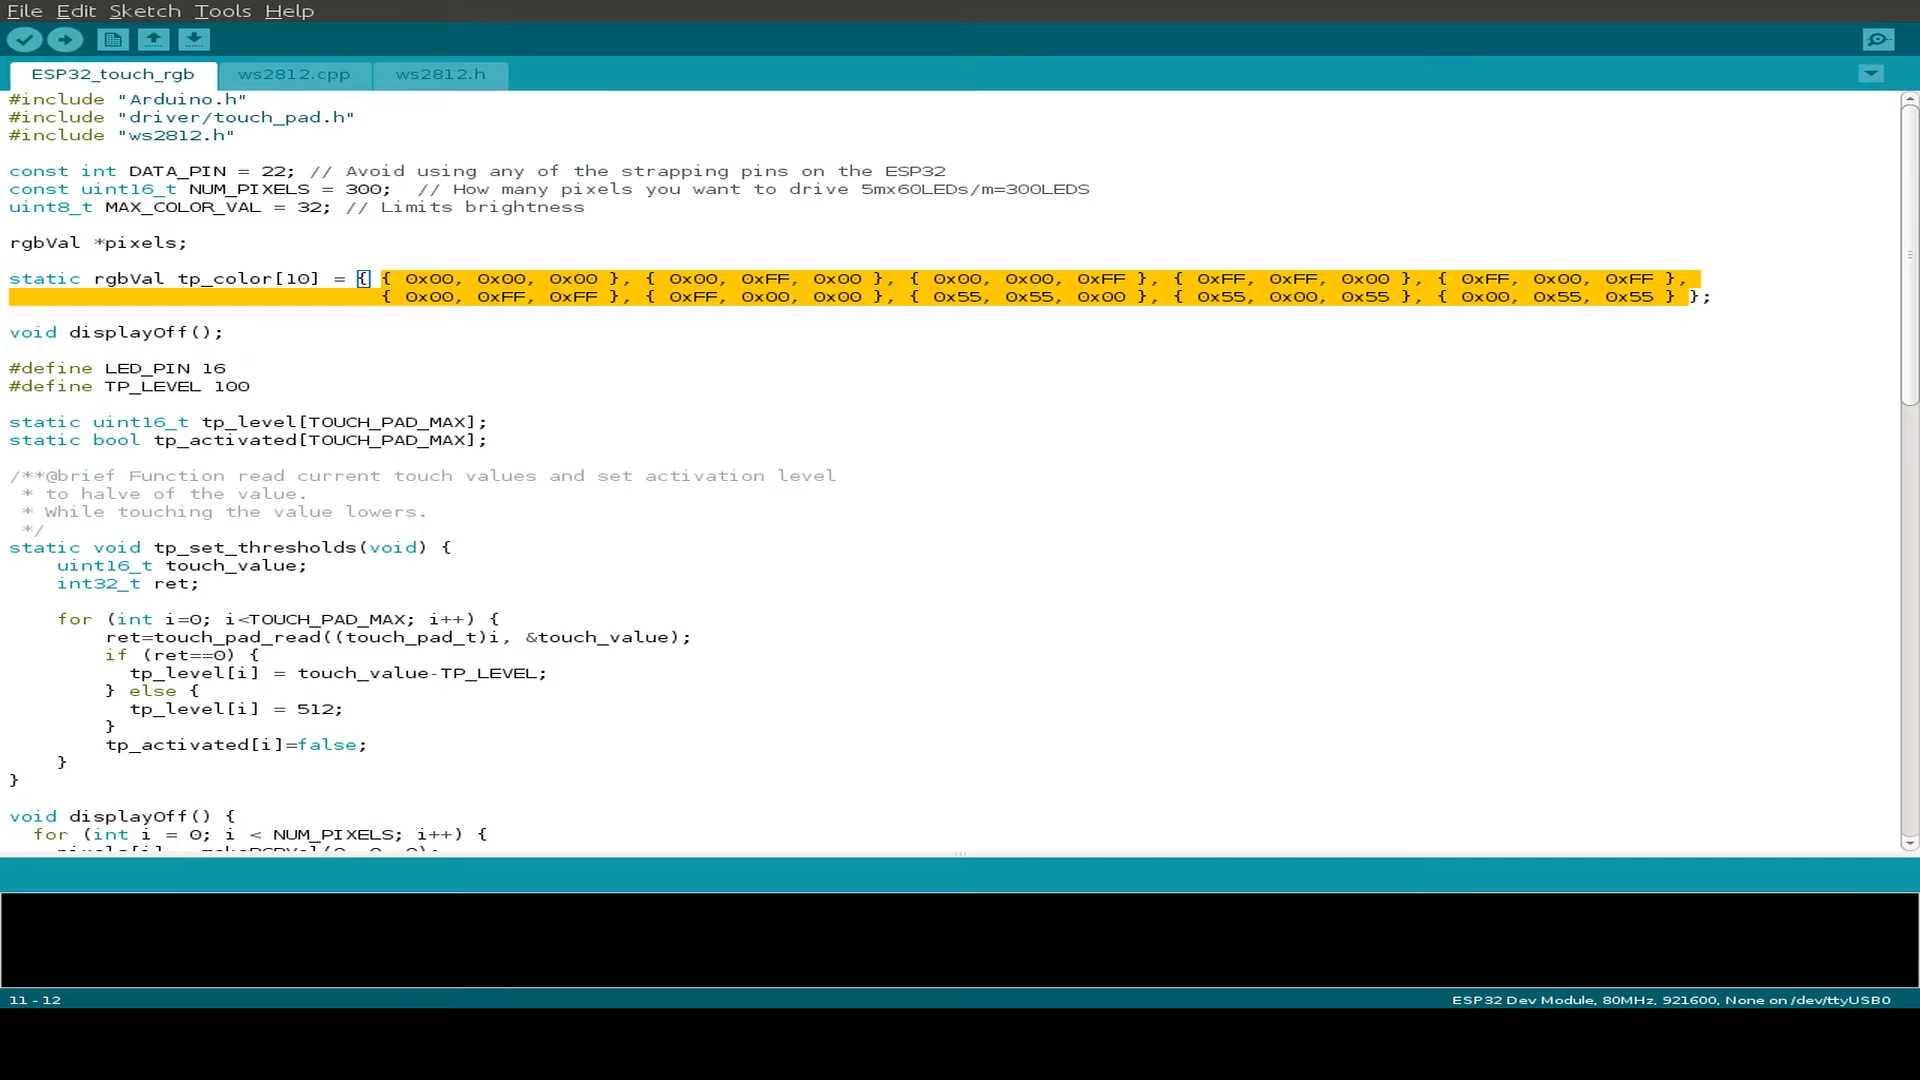 File Edit Sketch Tools Help
ESP32_touch_rgb ws2812.cpp ws2812.h
#include "Arduino.h"
#include "driver/touch_pad.h"
#include "ws2812.h"
const int DATA_PIN = 22; // Avoid using any of the strapping pins on the ESP32
const uint16_t NUM_PIXELS = 300;  // How many pixels you want to drive 5mx60LEDs/m=300LEDS
uint8_t MAX_COLOR_VAL = 32; // Limits brightness
rgbVal *pixels;
static rgbVal tp_color[10] = { { 0x00, 0x00, 0x00 }, { 0x00, 0xFF, 0x00 }, { 0x00, 0x00, 0xFF }, { 0xFF, 0xFF, 0x00 }, { 0xFF, 0x00, 0xFF },
{ 0x00, 0xFF, 0xFF }, { 0xFF, 0x00, 0x00 }, { 0x55, 0x55, 0x00 }, { 0x55, 0x00, 0x55 }, { 0x00, 0x55, 0x55 } };
void displayOff();
#define LED_PIN 16
#define TP_LEVEL 100
static uint16_t tp_level[TOUCH_PAD_MAX];
static bool tp_activated[TOUCH_PAD_MAX];
/**@brief Function read current touch values and set activation level
* to halve of the value.
* While touching the value lowers.
*/
static void tp_set_thresholds(void) {
uint16_t touch_value;
int32_t ret;
for (int i=0; i<TOUCH_PAD_MAX; i++) {
ret=touch_pad_read((touch_pad_t)i, &touch_value);
if (ret==0) {
tp_level[i] = touch_value-TP_LEVEL;
} else {
tp_level[i] = 512;
}
tp_activated[i]=false;
}
}
void displayOff() {
for (int i = 0; i < NUM_PIXELS; i++) {
11 - 12 ESP32 Dev Module, 80MHz, 921600, None on /dev/ttyUSB0